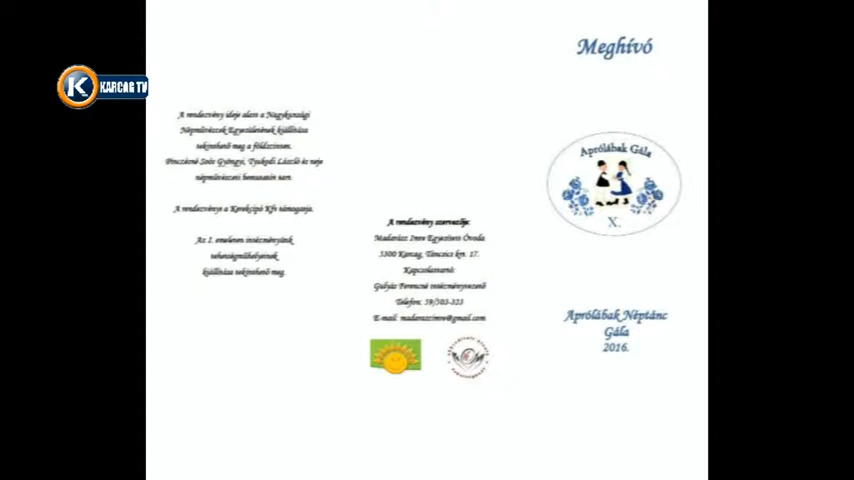 KARCAG TV
A rendezvény ideje alatt a Nagykunsági
Népművészek Egyesületének kiállítása
tekinthető meg a földszinten.
Pinczésné Soós Gyöngyi, Tyukodi László és neje
népművészeti bemutatót tart.
A rendezvényt a Kerekcipó Kft támogatja.
Az I. emeleten intézményünk
tehetségműhelyeinek
kiállítása tekinthető meg.
A rendezvény szervezője:
Madarász Imre Egyesített Óvoda
5300 Karcag, Táncsics krt. 17.
Kapcsolattartó:
Gulyás Ferencné intézményvezető
Telefon: 59/503-323
E-mail: madaraszimre@gmail.com
Meghívó
Aprólábak Gála
X.
Aprólábak Néptánc
Gála
2016.